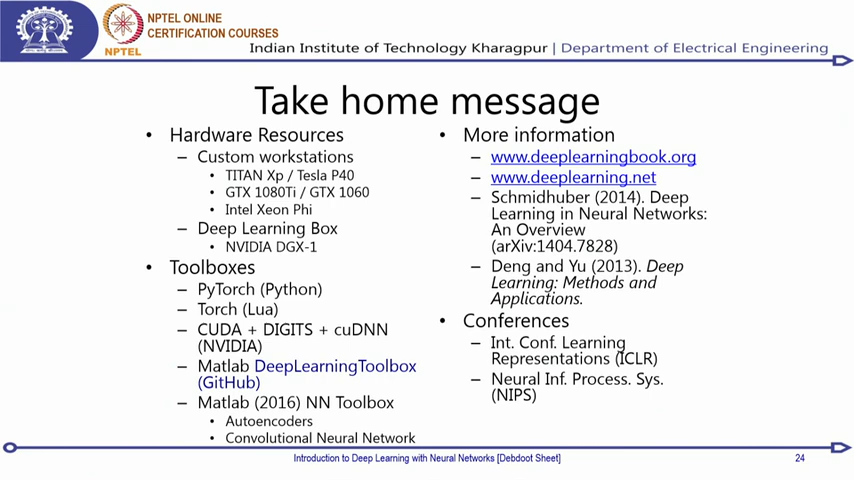 NPTEL ONLINE
CERTIFICATION COURSES
NPTEL
Indian Institute of Technology Kharagpur | Department of Electrical Engineering
Take home message
• Hardware Resources
– Custom workstations
• TITAN Xp / Tesla P40
• GTX 1080Ti / GTX 1060
• Intel Xeon Phi
– Deep Learning Box
• NVIDIA DGX-1
• Toolboxes
– PyTorch (Python)
– Torch (Lua)
– CUDA + DIGITS + cuDNN
(NVIDIA)
– Matlab DeepLearningToolbox
(GitHub)
– Matlab (2016) NN Toolbox
• Autoencoders
• Convolutional Neural Network
• More information
– www.deeplearningbook.org
– www.deeplearning.net
– Schmidhuber (2014). Deep
Learning in Neural Networks:
An Overview
(arXiv:1404.7828)
– Deng and Yu (2013). Deep
Learning: Methods and
Applications.
• Conferences
– Int. Conf. Learning
Representations (ICLR)
– Neural Inf. Process. Sys.
(NIPS)
Introduction to Deep Learning with Neural Networks [Debdoot Sheet]
24